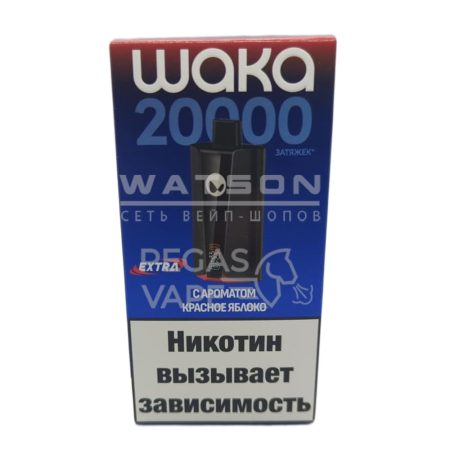 waka
20000
ЗАТЯЖЕК*
WATSON
СЕТЬ ВЕЙП-ШОПОВ
PEGAS
VAPE
EXTRA
С АРОМАТОМ
КРАСНОЕ ЯБЛОКО
Никотин
вызывает
зависимость